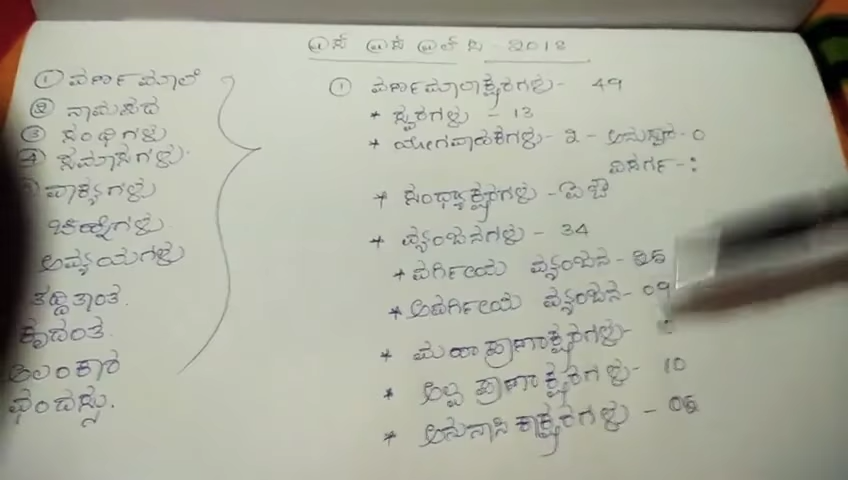 ಎಸ್ ಎಸ್ ಎಲ್ ಸಿ - 2018
① ವರ್ಣಮಾಲೆ
② ನಾಮಪದ
③ ಸಂಧಿಗಳು
④ ಸಮಾಸಗಳು
ವಾಕ್ಯಗಳು
ಚಿಹ್ನೆಗಳು
ಅವ್ಯಯಗಳು
ತದ್ಧಿತಾಂತ.
ಕೃದಂತ.
ಅಲಂಕಾರ
ಛಂದಸ್ಸು.
① ವರ್ಣಮಾಲಾಕ್ಷರಗಳು - 49
* ಸ್ವರಗಳು - 13
* ಯೋಗವಾಹಕಗಳು - 2 - ಅನುಸ್ವಾರ - ೦
ವಿಸರ್ಗ - :
* ಸಂಧ್ಯಾಕ್ಷರಗಳು - ಐ ಔ
* ವ್ಯಂಜನಗಳು - 34
* ವರ್ಗೀಯ ವ್ಯಂಜನ - 25
* ಅವರ್ಗೀಯ ವ್ಯಂಜನ - 09
* ಮಹಾಪ್ರಾಣಾಕ್ಷರಗಳು -
* ಅಲ್ಪ ಪ್ರಾಣಾಕ್ಷರಗಳು - 10
* ಅನುನಾಸಿಕಾಕ್ಷರಗಳು - 05